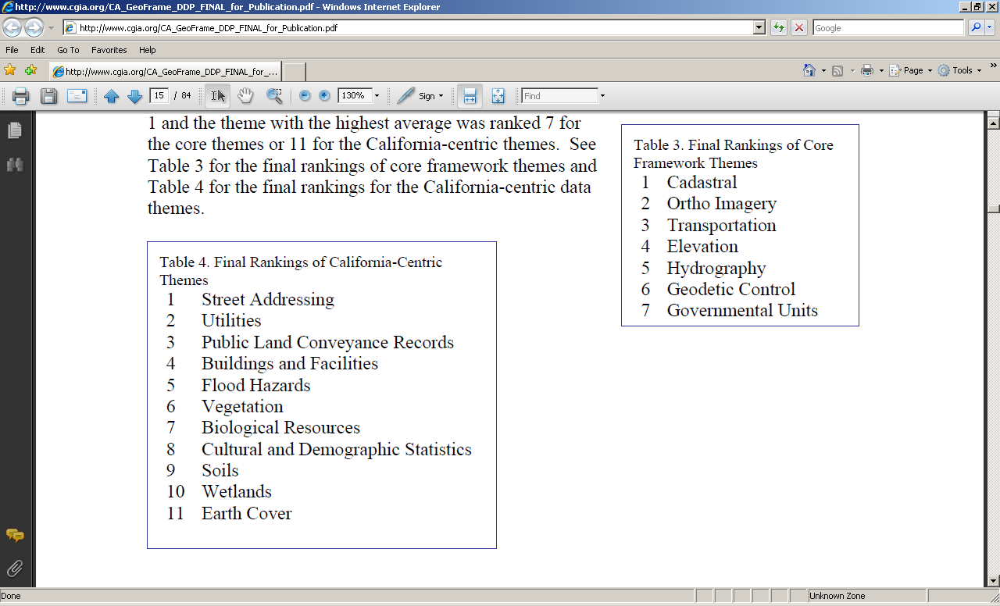 http://www.cgia.org/CA_GeoFrame_DDP_FINAL_for_Publication.pdf - Windows Internet Explorer
http://www.cgia.org/CA_GeoFrame_DDP_FINAL_for_Publication.pdf
Google
File Edit Go To Favorites Help
http://www.cgia.org/CA_GeoFrame_DDP_FINAL_for_...
Page Tools »
15 / 84 130% Sign Find
1 and the theme with the highest average was ranked 7 for
the core themes or 11 for the California-centric themes. See
Table 3 for the final rankings of core framework themes and
Table 4 for the final rankings for the California-centric data
themes.
Table 3. Final Rankings of Core
Framework Themes
1 Cadastral
2 Ortho Imagery
3 Transportation
4 Elevation
5 Hydrography
6 Geodetic Control
7 Governmental Units
Table 4. Final Rankings of California-Centric
Themes
1 Street Addressing
2 Utilities
3 Public Land Conveyance Records
4 Buildings and Facilities
5 Flood Hazards
6 Vegetation
7 Biological Resources
8 Cultural and Demographic Statistics
9 Soils
10 Wetlands
11 Earth Cover
Done
Unknown Zone